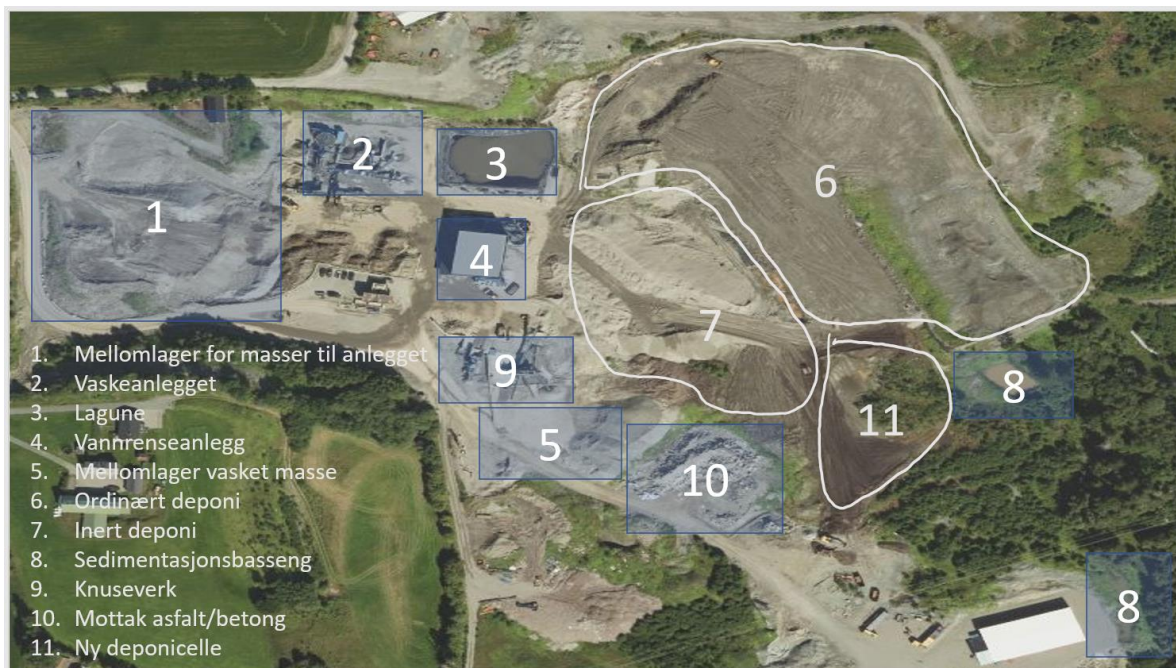 1
2
3
4
5
6
7
8
9
10
11
8
1. Mellomlager for masser til anlegget
2. Vaskeanlegget
3. Lagune
4. Vannrenseanlegg
5. Mellomlager vasket masse
6. Ordinært deponi
7. Inert deponi
8. Sedimentasjonsbasseng
9. Knuseverk
10. Mottak asfalt/betong
11. Ny deponicelle